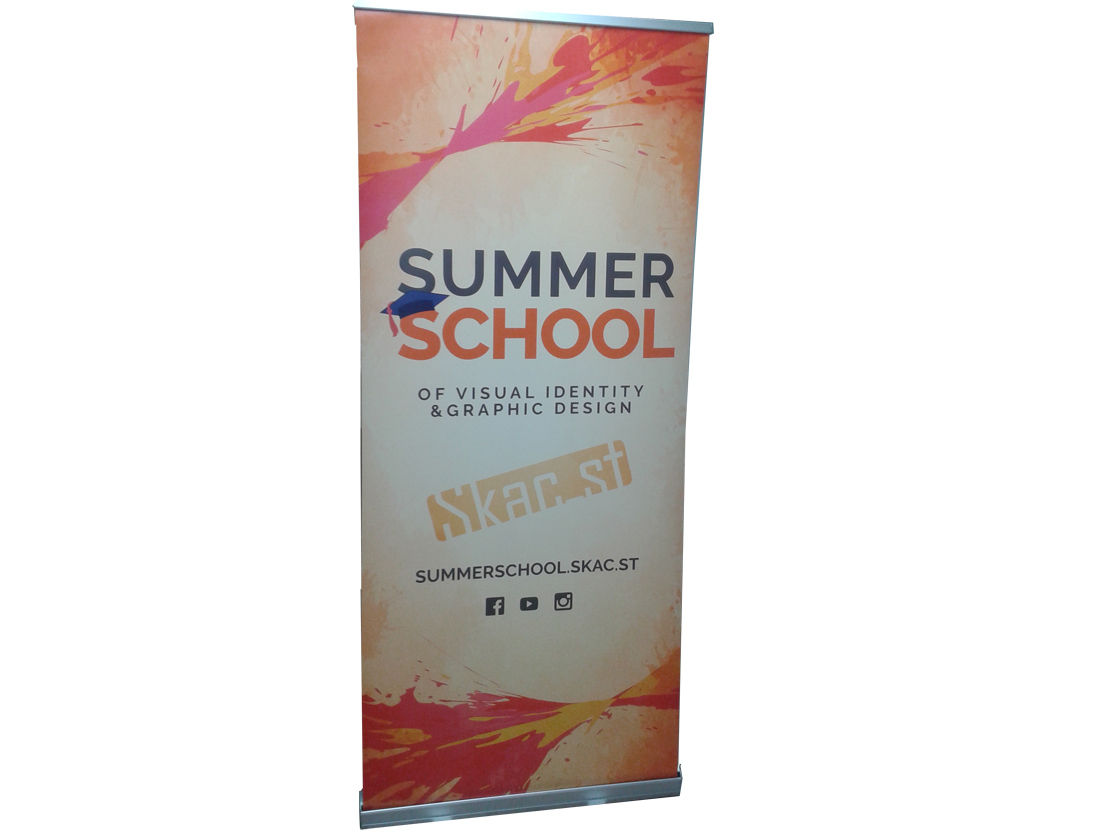 SUMMER
SCHOOL
OF VISUAL IDENTITY
&GRAPHIC DESIGN
Skac_st
SUMMERSCHOOL.SKAC.ST